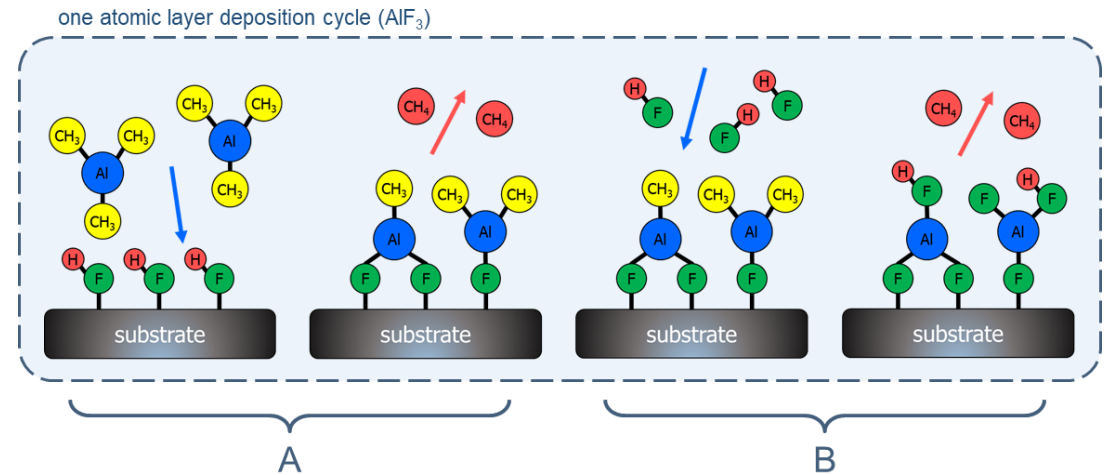 one atomic layer deposition cycle (AlF₃)
CH₃ CH₃ Al CH₃
CH₃ CH₃ Al CH₃
H F H F H F
substrate
CH₄ CH₄
CH₃ CH₃ CH₃
Al Al
F F F
substrate
H F H F H F
CH₃ CH₃ CH₃
Al Al
F F F
substrate
CH₄ CH₄
H F F H F
Al Al
F F F
substrate
A
B